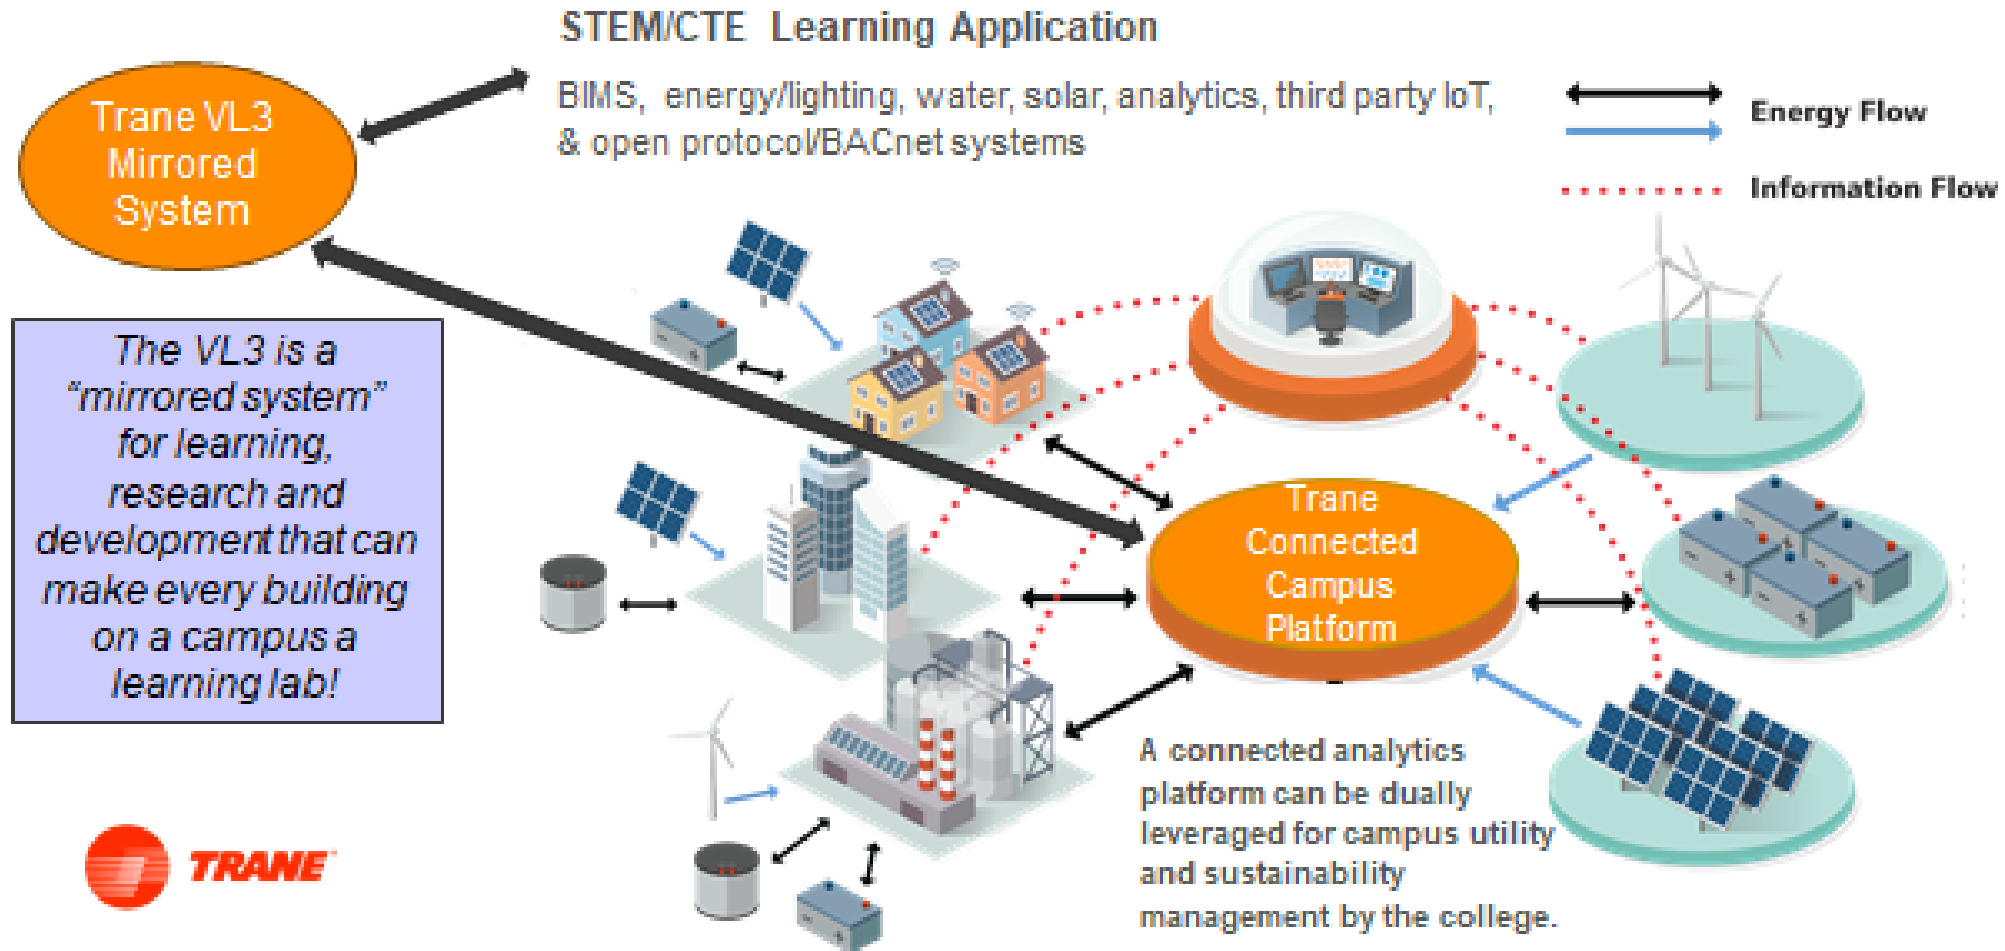 STEM/CTE Learning Application
BIMS, energy/lighting, water, solar, analytics, third party IoT,
& open protocol/BACnet systems
Trane VL3
Mirrored
System
Energy Flow
Information Flow
The VL3 is a
“mirrored system”
for learning,
research and
development that can
make every building
on a campus a
learning lab!
Trane
Connected
Campus
Platform
A connected analytics
platform can be dually
leveraged for campus utility
and sustainability
management by the college.
TRANE